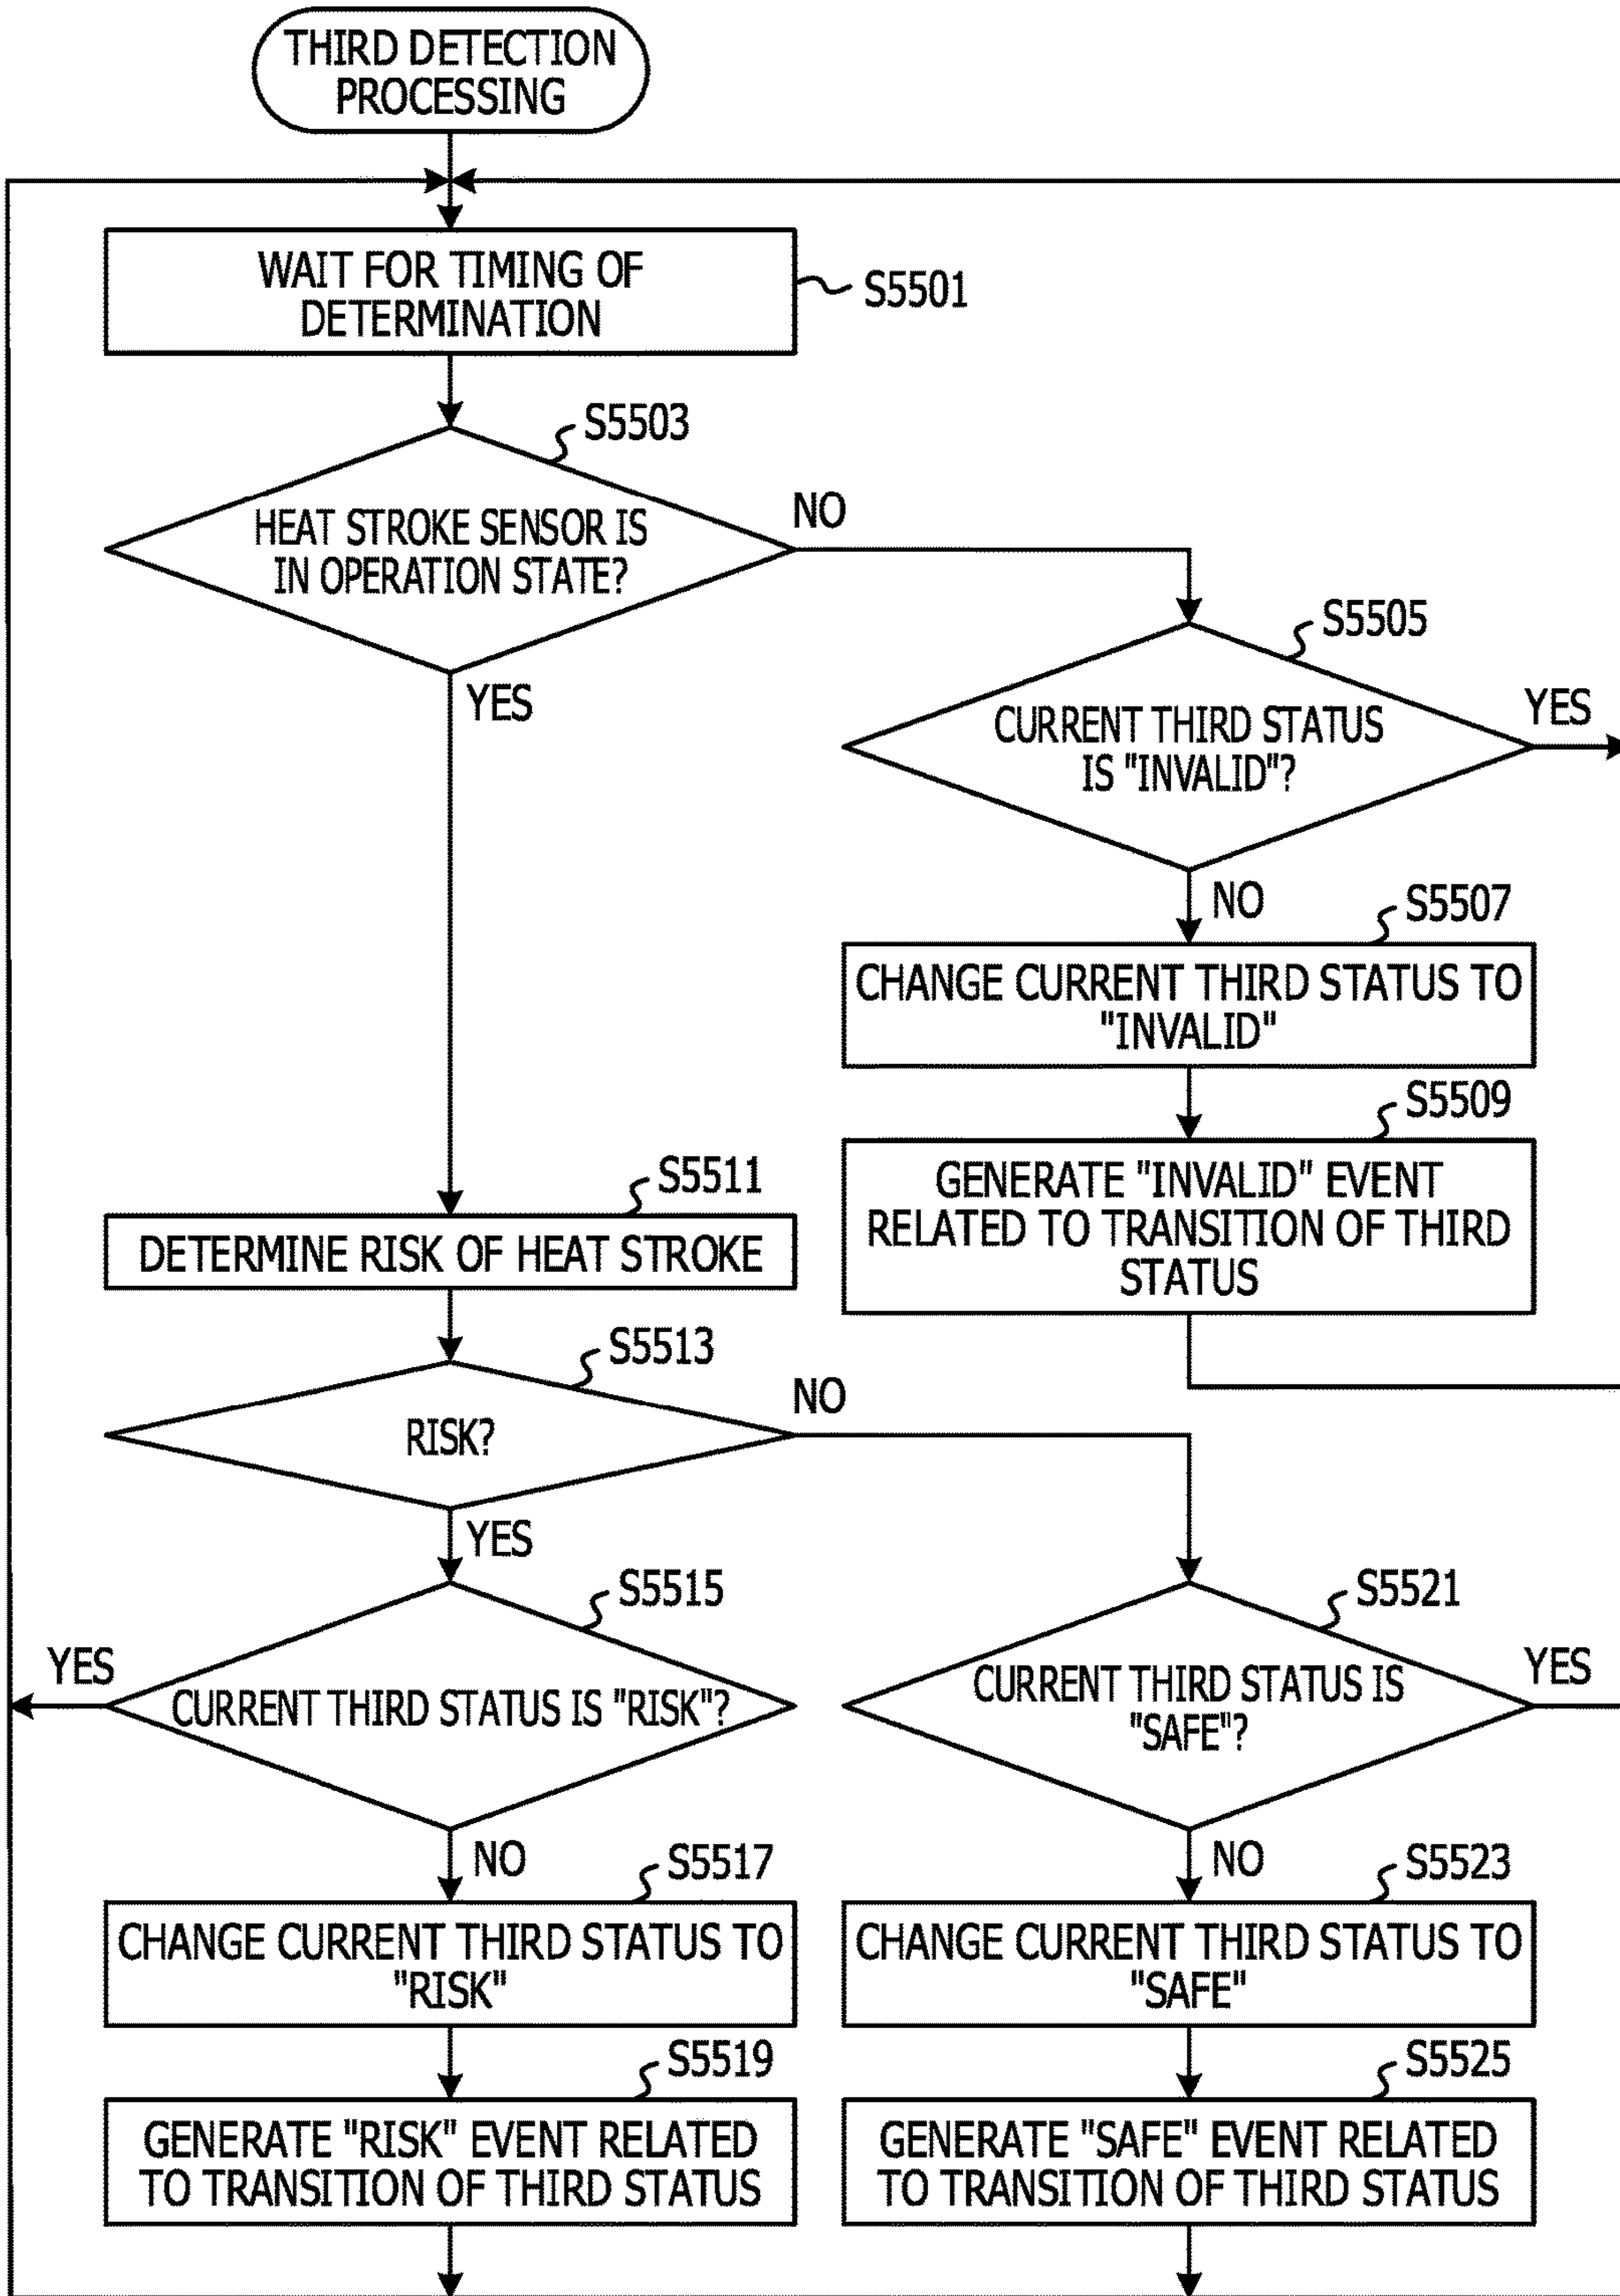 THIRD DETECTION
PROCESSING
WAIT FOR TIMING OF
DETERMINATION
S5501
S5503
HEAT STROKE SENSOR IS
IN OPERATION STATE?
NO
YES
S5505
CURRENT THIRD STATUS
IS "INVALID"?
YES
NO
S5507
CHANGE CURRENT THIRD STATUS TO
"INVALID"
S5509
GENERATE "INVALID" EVENT
RELATED TO TRANSITION OF THIRD
STATUS
S5511
DETERMINE RISK OF HEAT STROKE
S5513
RISK?
NO
YES
S5515
CURRENT THIRD STATUS IS "RISK"?
YES
NO
S5517
CHANGE CURRENT THIRD STATUS TO
"RISK"
S5519
GENERATE "RISK" EVENT RELATED
TO TRANSITION OF THIRD STATUS
S5521
CURRENT THIRD STATUS IS
"SAFE"?
YES
NO
S5523
CHANGE CURRENT THIRD STATUS TO
"SAFE"
S5525
GENERATE "SAFE" EVENT RELATED
TO TRANSITION OF THIRD STATUS